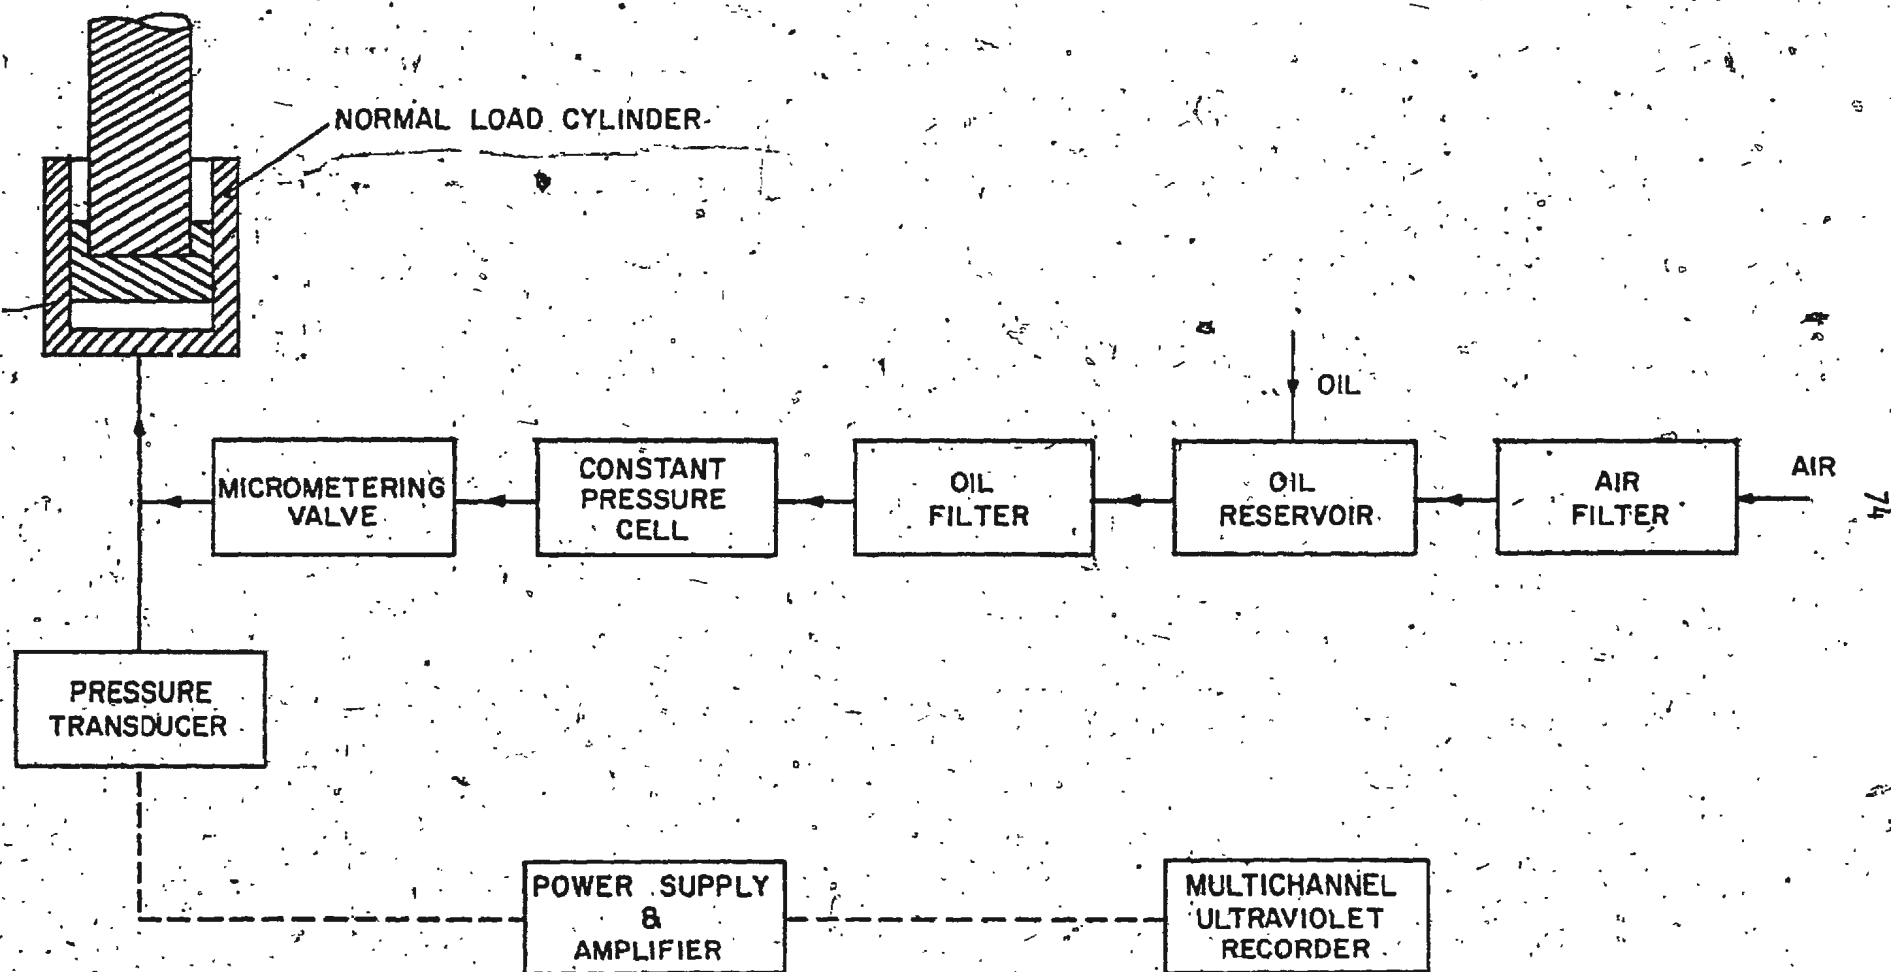 NORMAL LOAD CYLINDER
OIL
AIR
MICROMETERING
VALVE
CONSTANT
PRESSURE
CELL
OIL
FILTER
OIL
RESERVOIR
AIR
FILTER
74
PRESSURE
TRANSDUCER
POWER SUPPLY
&
AMPLIFIER
MULTICHANNEL
ULTRAVIOLET
RECORDER